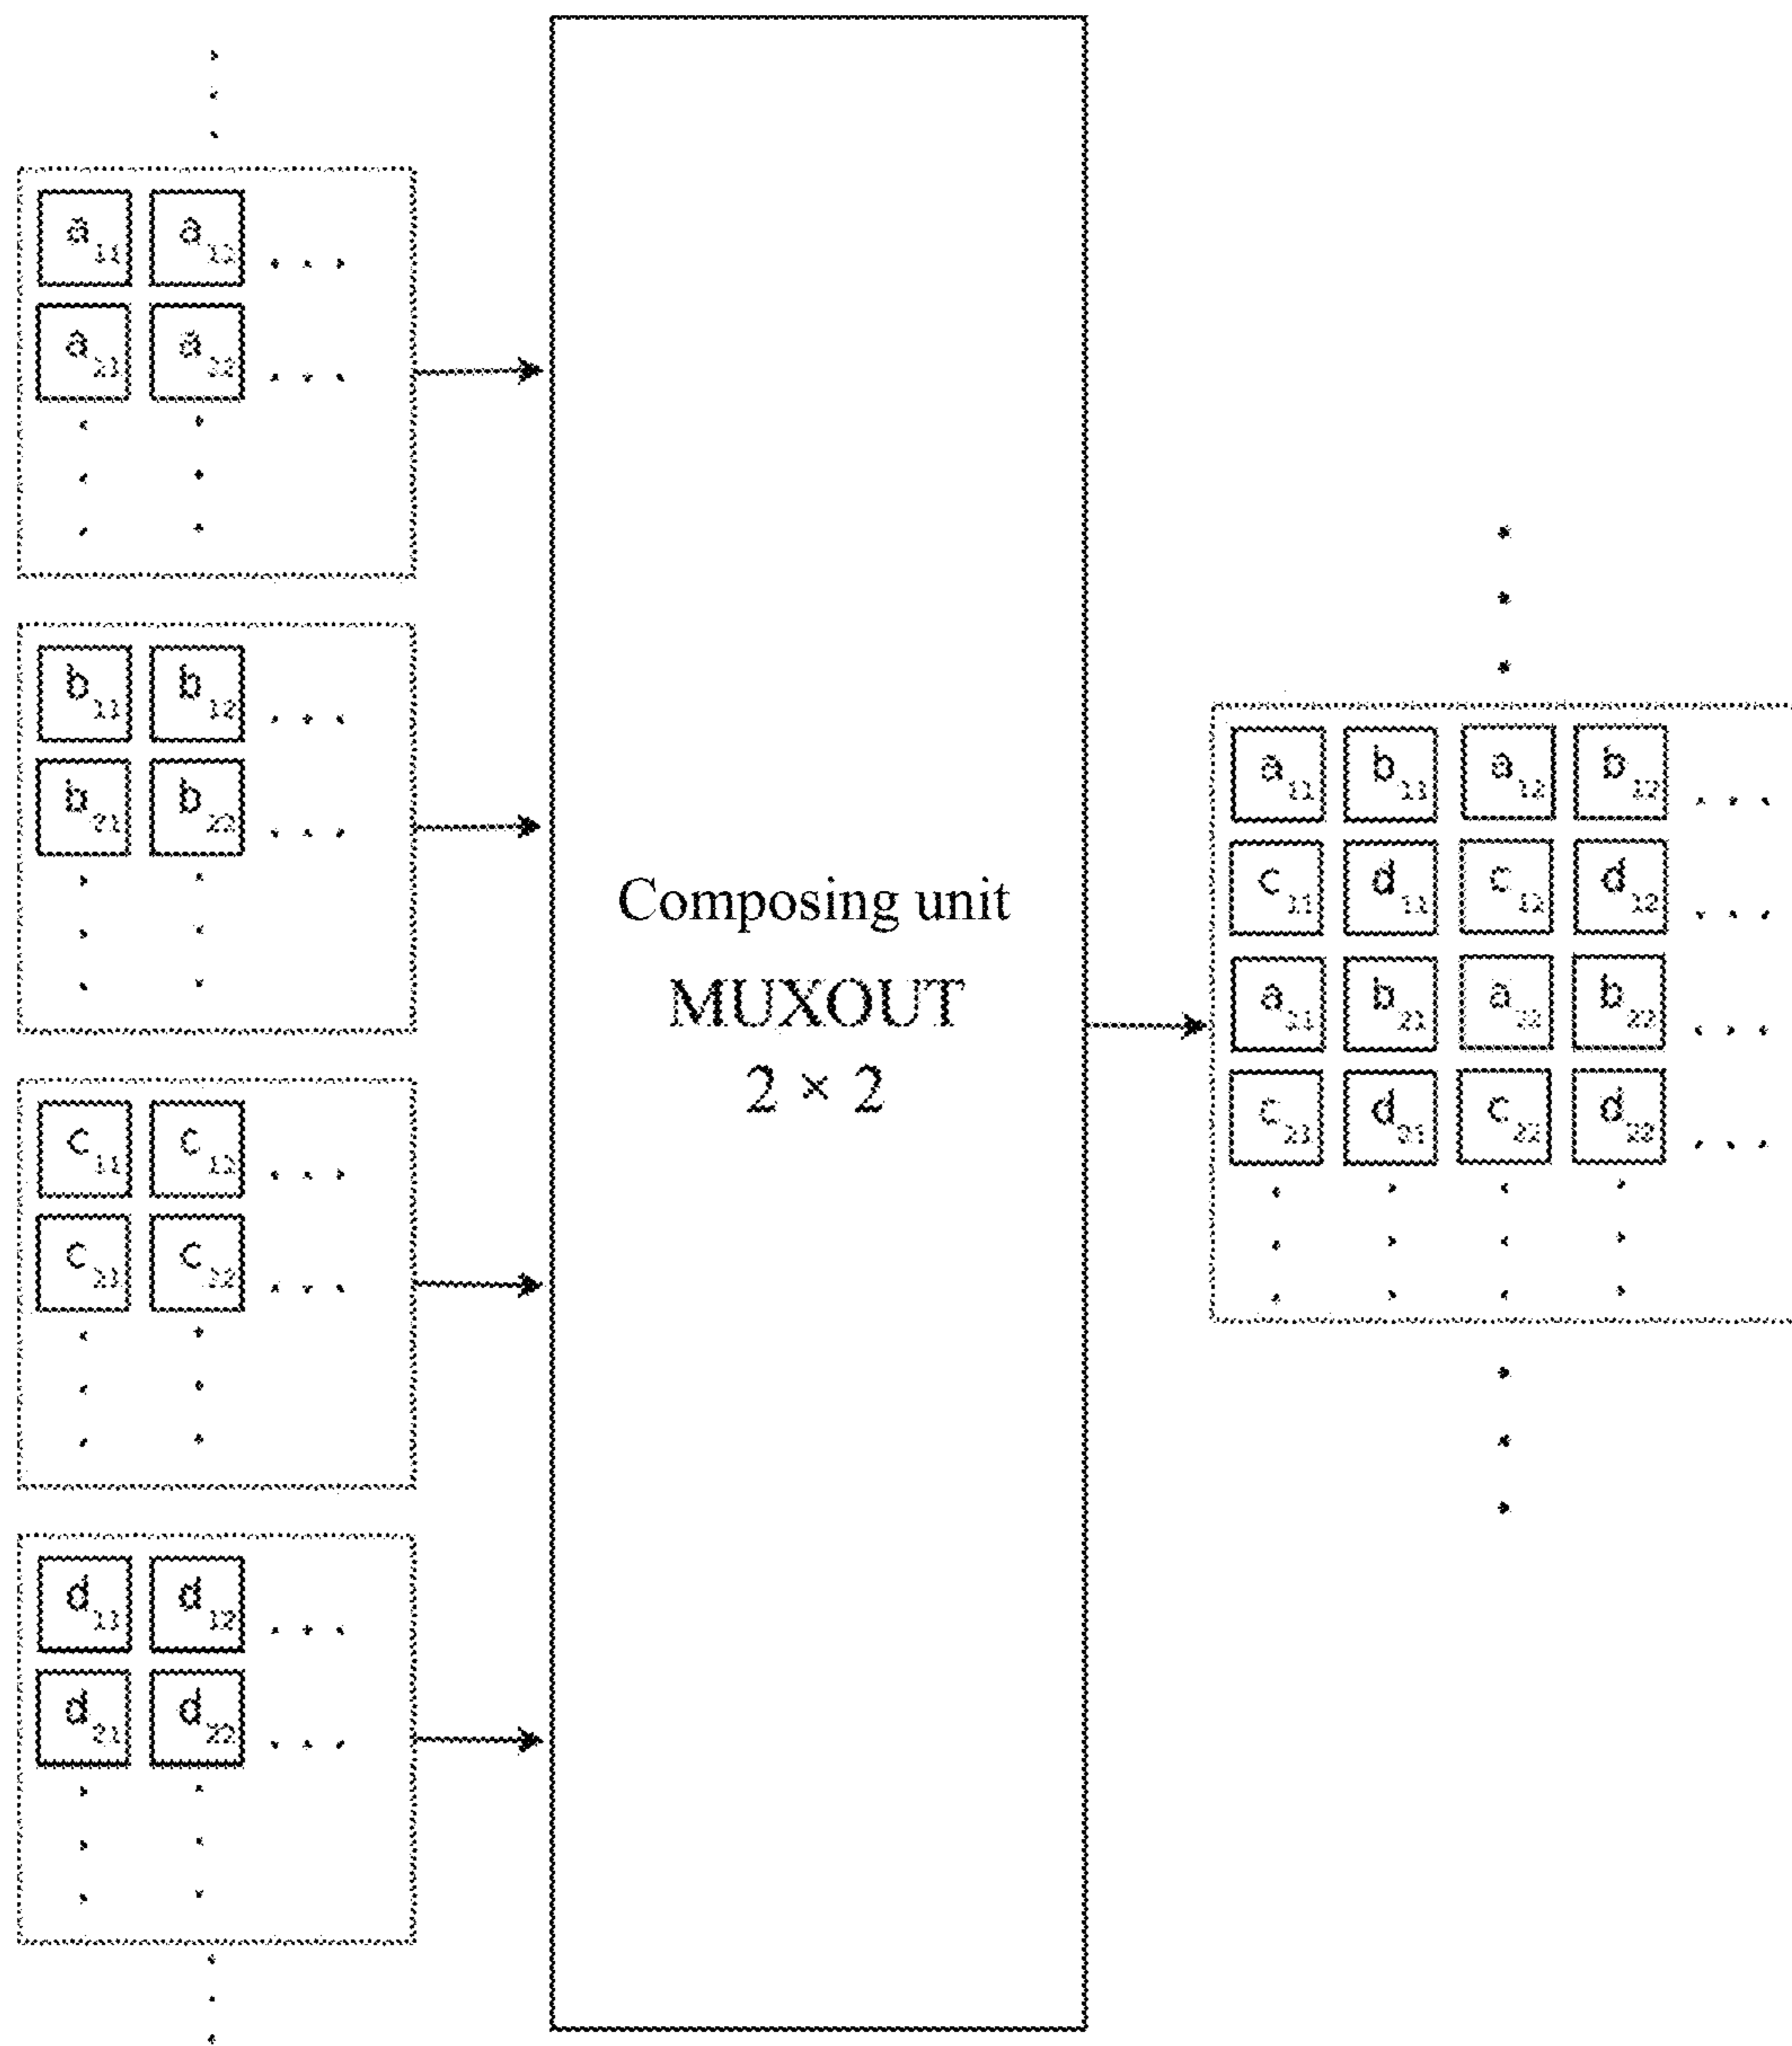 a11 a12 ...
a21 a22 ...
b11 b12 ...
b21 b22 ...
c11 c12 ...
c21 c22 ...
d11 d12 ...
d21 d22 ...
Composing unit
MUXOUT
2 × 2
a11 b11 a12 b12 ...
c11 d11 c12 d12 ...
a21 b21 a22 b22 ...
c21 d21 c22 d22 ...